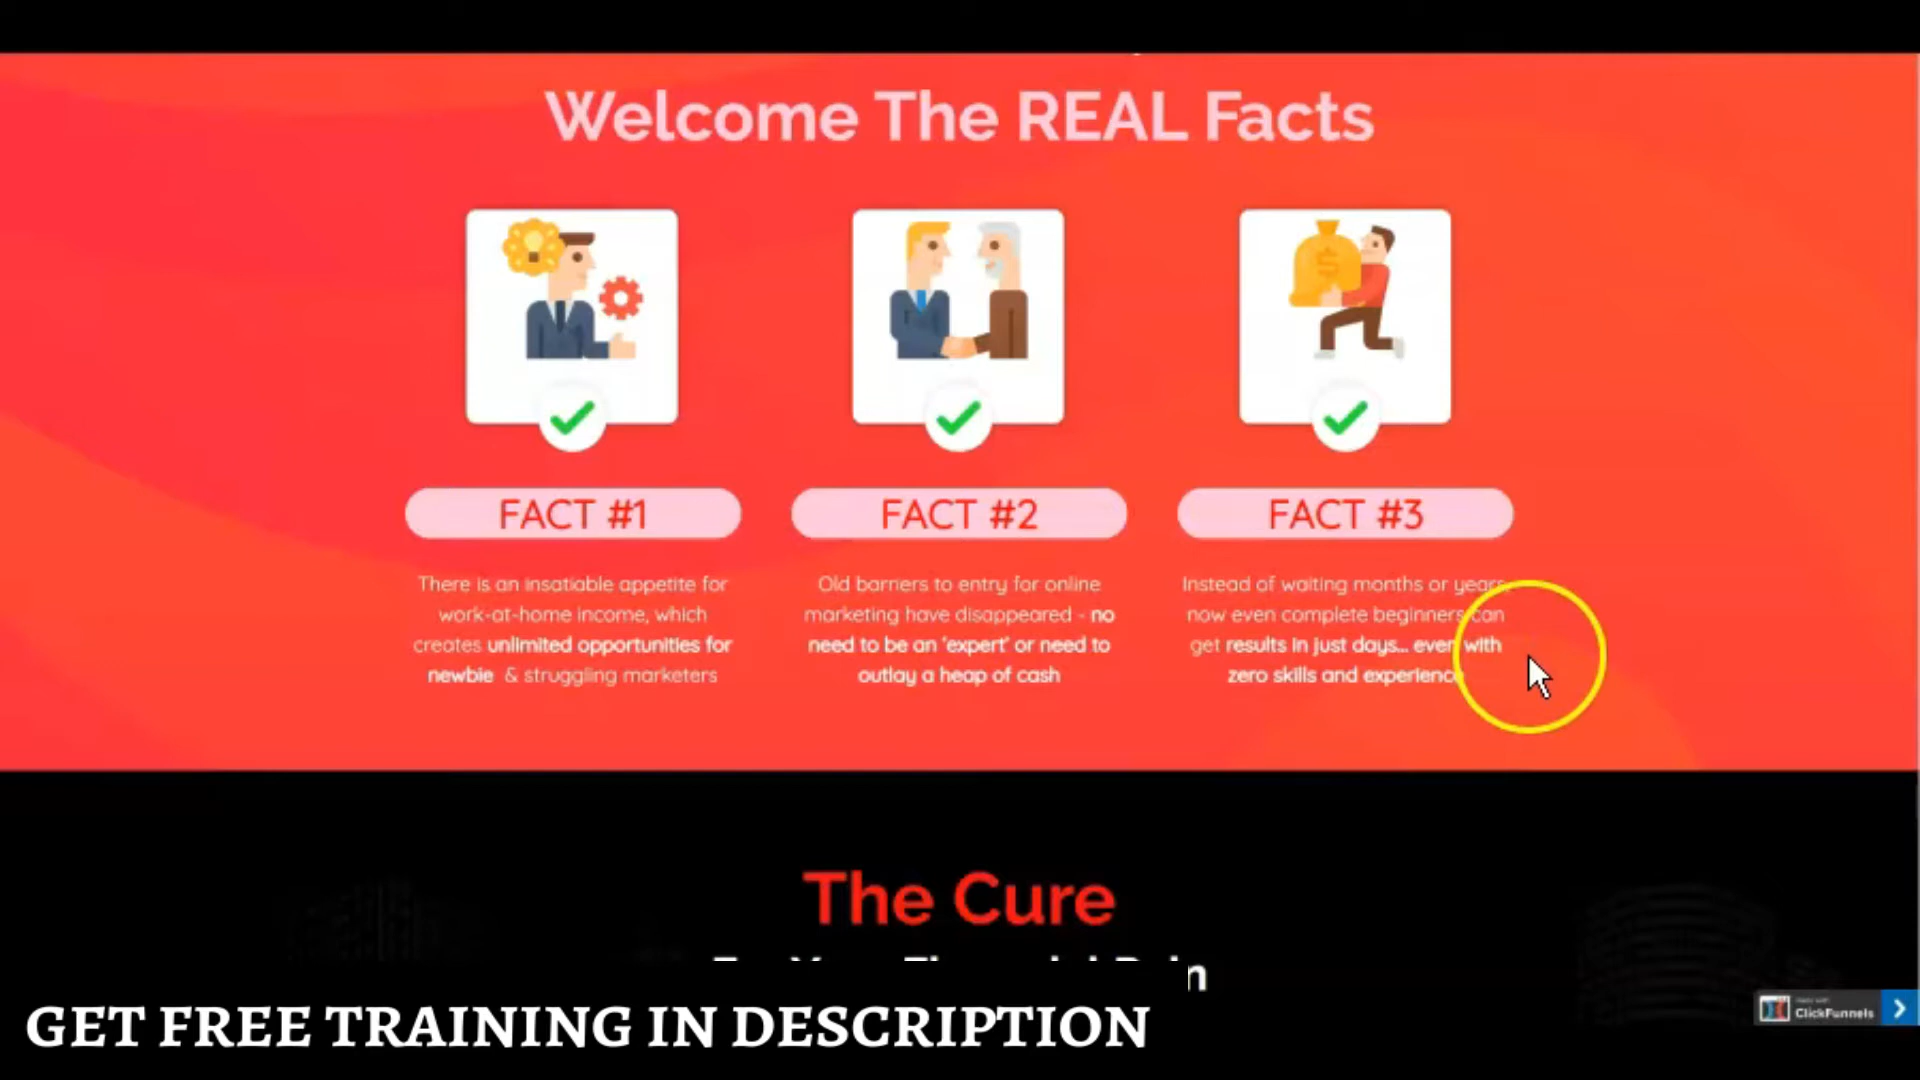 Welcome The REAL Facts
FACT #1
There is an insatiable appetite for
work-at-home income, which
creates unlimited opportunities for
newbie & struggling marketers
FACT #2
Old barriers to entry for online
marketing have disappeared - no
need to be an 'expert' or need to
outlay a heap of cash
FACT #3
Instead of waiting months or years,
now even complete beginners can
get results in just days... even with
zero skills and experience
The Cure
GET FREE TRAINING IN DESCRIPTION
ClickFunnels